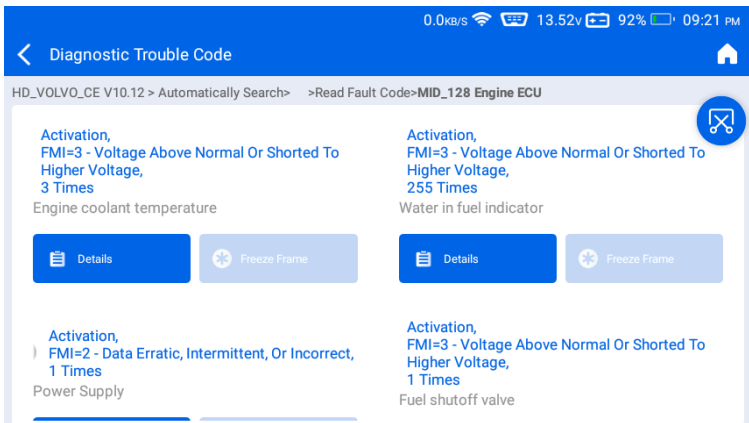 0.0KB/S 13.52V 92% 09:21 PM
Diagnostic Trouble Code
HD_VOLVO_CE V10.12 > Automatically Search> >Read Fault Code>MID_128 Engine ECU
Activation,
FMI=3 - Voltage Above Normal Or Shorted To
Higher Voltage,
3 Times
Engine coolant temperature
Details
Freeze Frame
Activation,
FMI=3 - Voltage Above Normal Or Shorted To
Higher Voltage,
255 Times
Water in fuel indicator
Details
Freeze Frame
Activation,
) FMI=2 - Data Erratic, Intermittent, Or Incorrect,
1 Times
Power Supply
Activation,
FMI=3 - Voltage Above Normal Or Shorted To
Higher Voltage,
1 Times
Fuel shutoff valve